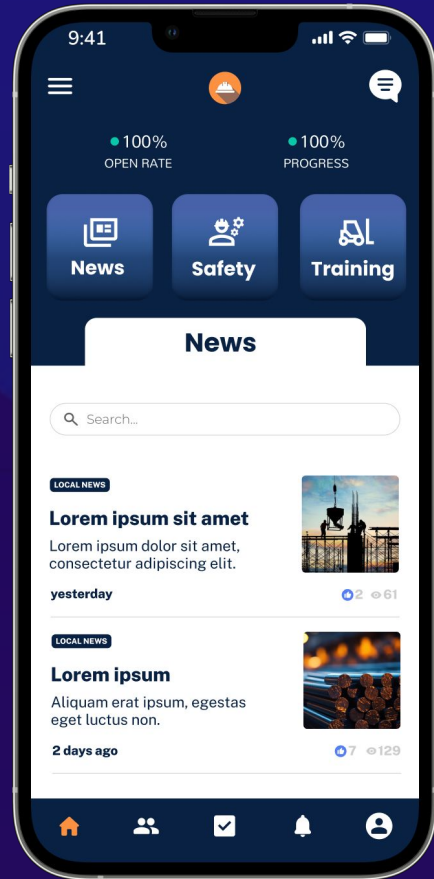 9:41
100%
OPEN RATE
100%
PROGRESS
News
Safety
Training
News
Search...
LOCAL NEWS
Lorem ipsum sit amet
Lorem ipsum dolor sit amet,
consectetur adipiscing elit.
yesterday
2 61
LOCAL NEWS
Lorem ipsum
Aliquam erat ipsum, egestas
eget luctus non.
2 days ago
7 129